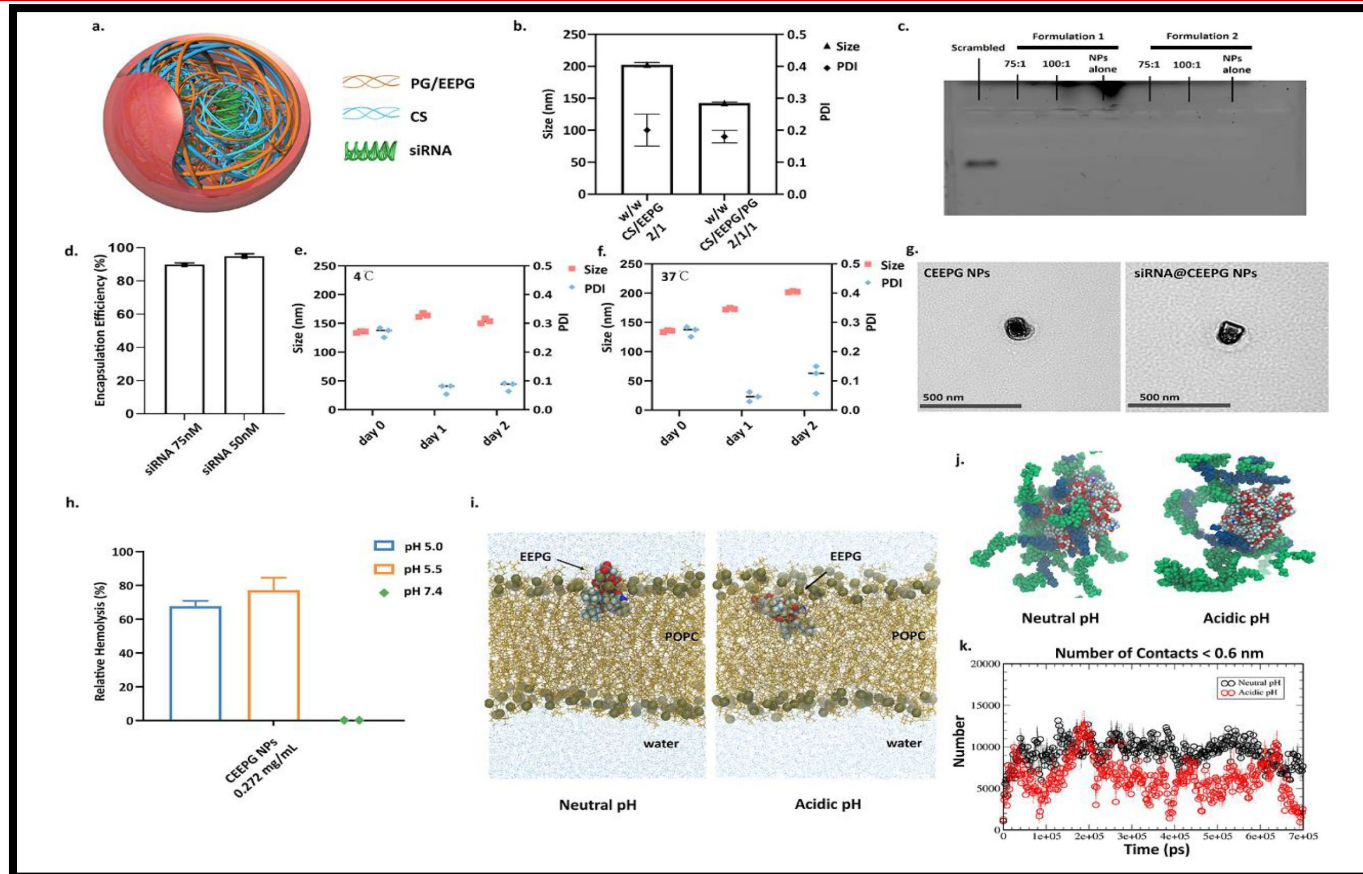 a.
PG/EEPG
CS
siRNA
b.
250
200
150
100
50
0
Size (nm)
0.5
0.4
0.3
0.2
0.1
0.0
PDI
Size
PDI
w/w
CS/EEPG
2/1
w/w
CS/EEPG/PG
2/1/1
c.
Scrambled
Formulation 1
75:1
100:1
NPs
alone
Formulation 2
75:1
100:1
NPs
alone
d.
100
80
60
40
20
0
Encapsulation Efficiency (%)
siRNA 75nM
siRNA 50nM
e.
4℃
250
200
150
100
50
0
Size (nm)
0.5
0.4
0.3
0.2
0.1
0.0
PDI
Size
PDI
day 0
day 1
day 2
f.
37℃
250
200
150
100
50
0
Size (nm)
0.5
0.4
0.3
0.2
0.1
0.0
PDI
Size
PDI
day 0
day 1
day 2
g.
CEEPG NPs
500 nm
siRNA@CEEPG NPs
500 nm
h.
100
80
60
40
20
0
Relative Hemolysis (%)
pH 5.0
pH 5.5
pH 7.4
CEEPG NPs
0.272 mg/mL
i.
EEPG
POPC
water
Neutral pH
EEPG
POPC
water
Acidic pH
j.
Neutral pH
Acidic pH
k.
Number of Contacts < 0.6 nm
20000
15000
10000
5000
0
Number
Neutral pH
Acidic pH
0
1e+05
2e+05
3e+05
4e+05
5e+05
6e+05
7e+05
Time (ps)